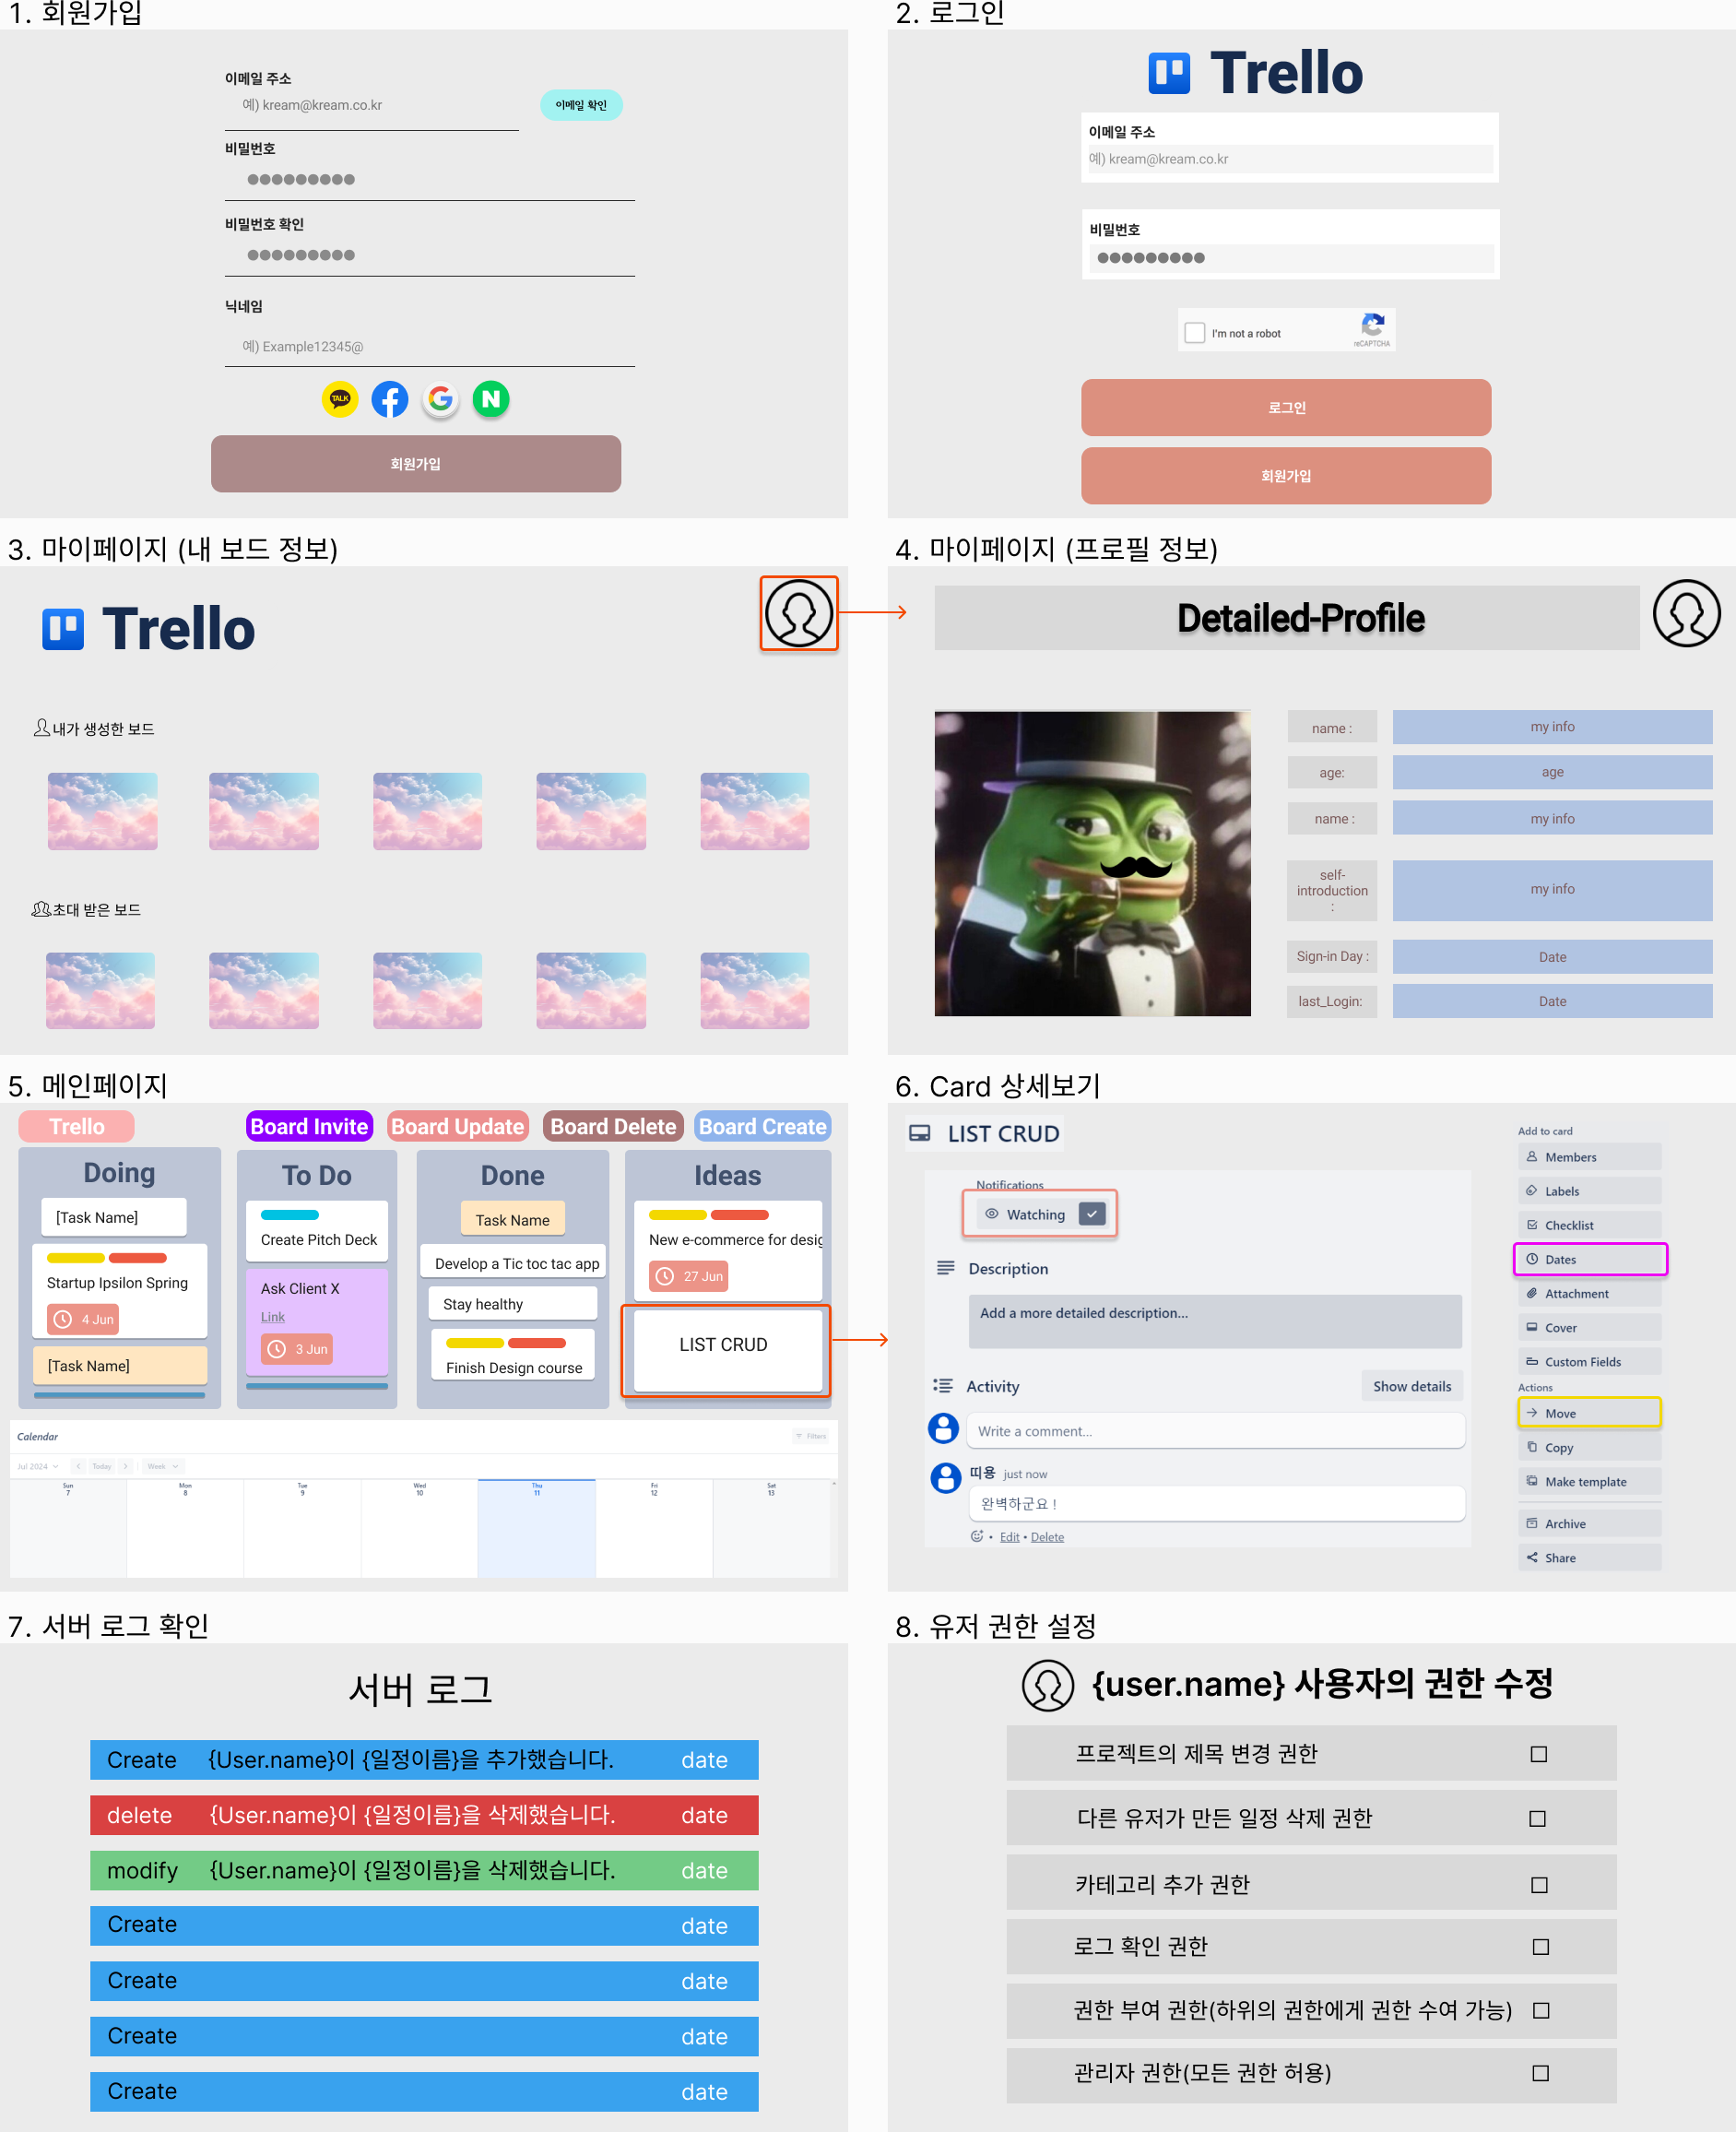 1. 회원가입
이메일 주소
예) kream@kream.co.kr
이메일 확인
비밀번호
●●●●●●●●●
비밀번호 확인
●●●●●●●●●
닉네임
예) Example12345@
TALK
회원가입
2. 로그인
Trello
이메일 주소
예) kream@kream.co.kr
비밀번호
●●●●●●●●●
I'm not a robot
reCAPTCHA
로그인
회원가입
3. 마이페이지 (내 보드 정보)
Trello
내가 생성한 보드
초대 받은 보드
4. 마이페이지 (프로필 정보)
Detailed-Profile
name :
my info
age:
age
name :
my info
self-
introduction
:
my info
Sign-in Day :
Date
last_Login:
Date
5. 메인페이지
Trello
Board Invite
Board Update
Board Delete
Board Create
Doing
[Task Name]
Startup Ipsilon Spring
4 Jun
[Task Name]
To Do
Create Pitch Deck
Ask Client X
Link
3 Jun
Done
Task Name
Develop a Tic toc tac app
Stay healthy
Finish Design course
Ideas
New e-commerce for desig
27 Jun
LIST CRUD
Calendar
Filters
Jul 2024
Today
Week
Sun
7
Mon
8
Tue
9
Wed
10
Thu
11
Fri
12
Sat
13
6. Card 상세보기
LIST CRUD
Notifications
Watching
Description
Add a more detailed description...
Activity
Show details
Write a comment...
띠용 just now
완벽하군요 !
• Edit • Delete
Add to card
Members
Labels
Checklist
Dates
Attachment
Cover
Custom Fields
Actions
Move
Copy
Make template
Archive
Share
7. 서버 로그 확인
서버 로그
Create {User.name}이 {일정이름}을 추가했습니다. date
delete {User.name}이 {일정이름}을 삭제했습니다. date
modify {User.name}이 {일정이름}을 삭제했습니다. date
Create date
Create date
Create date
Create date
8. 유저 권한 설정
{user.name} 사용자의 권한 수정
프로젝트의 제목 변경 권한
다른 유저가 만든 일정 삭제 권한
카테고리 추가 권한
로그 확인 권한
권한 부여 권한(하위의 권한에게 권한 수여 가능)
관리자 권한(모든 권한 허용)